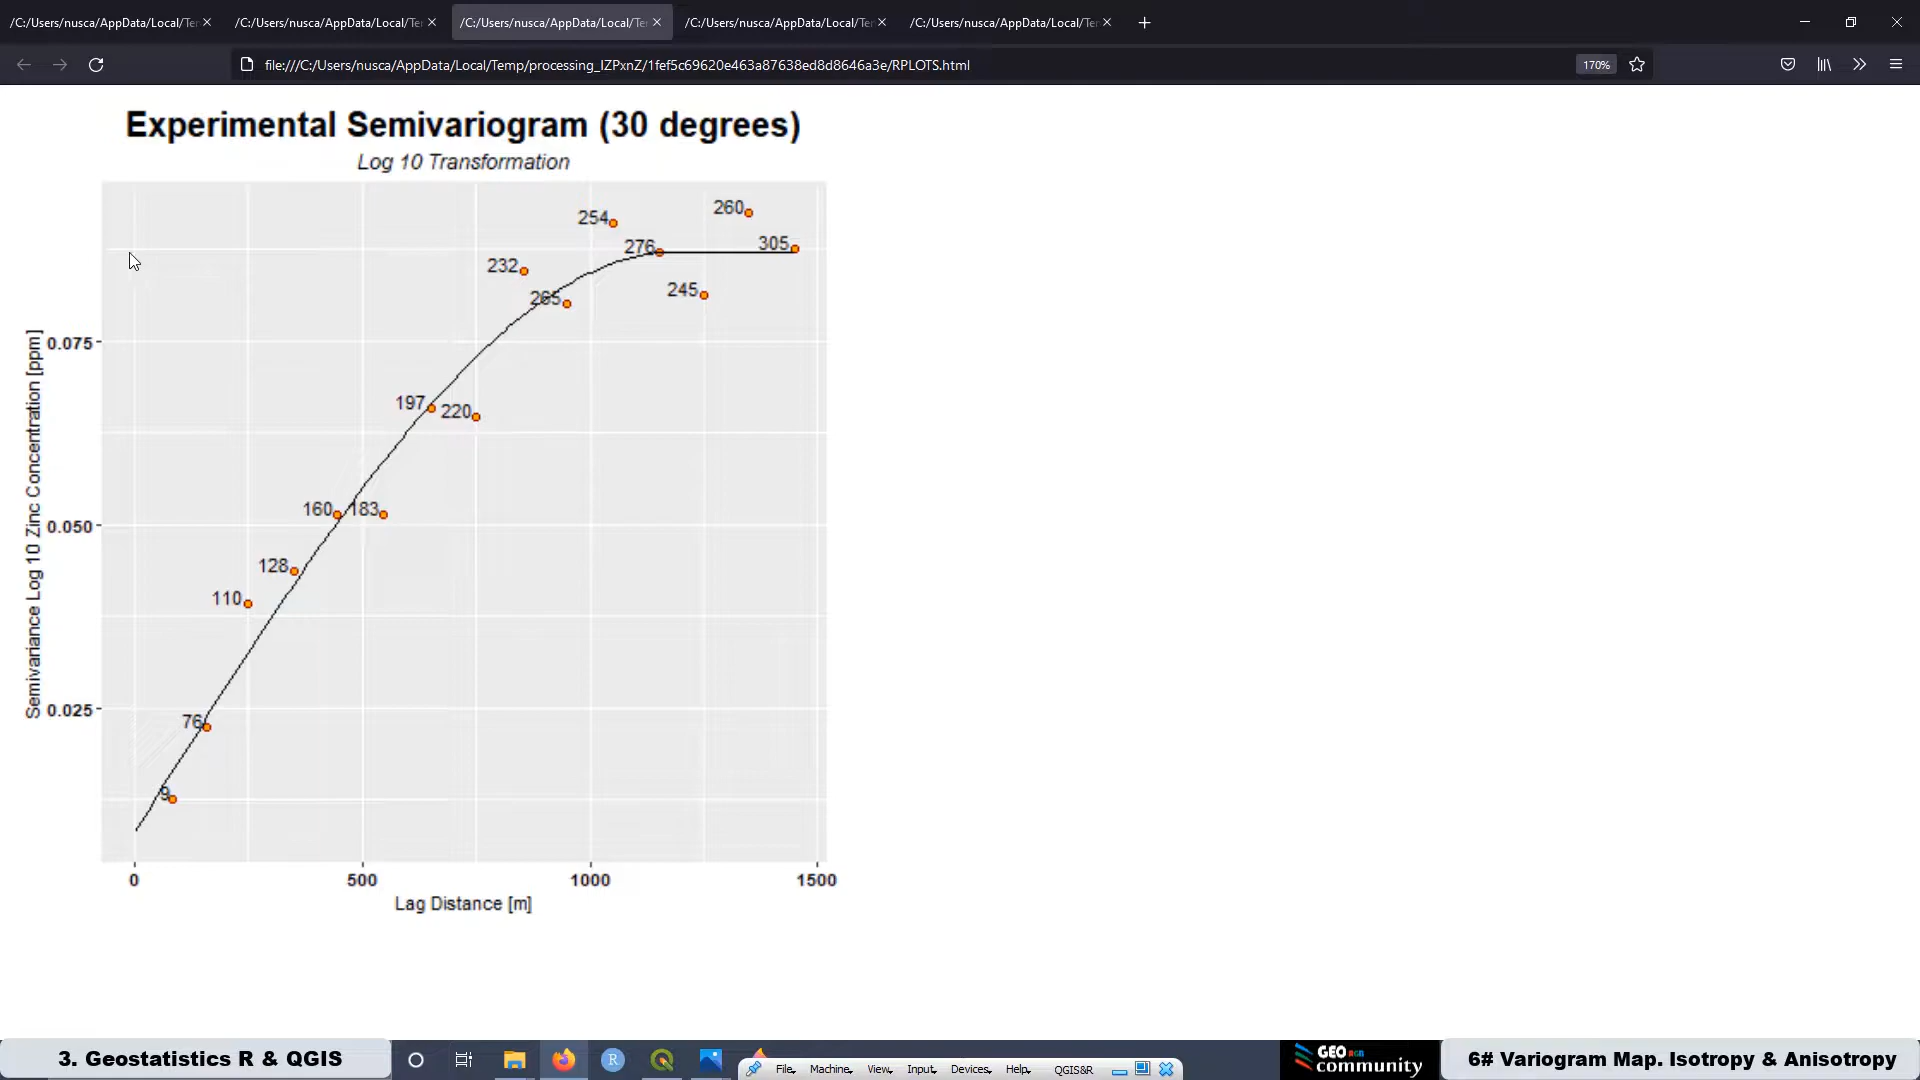 /C:/Users/nusca/AppData/Local/Te
/C:/Users/nusca/AppData/Local/Te
/C:/Users/nusca/AppData/Local/Te
/C:/Users/nusca/AppData/Local/Te
/C:/Users/nusca/AppData/Local/Te
file:///C:/Users/nusca/AppData/Local/Temp/processing_IZPxnZ/1fef5c69620e463a87638ed8d8646a3e/RPLOTS.html
170%
Experimental Semivariogram (30 degrees)
Log 10 Transformation
260
254
305
276
232
245
265
197
220
160
183
128
110
76
9
Semivariance Log 10 Zinc Concentration [ppm]
0.075
0.050
0.025
0
500
1000
1500
Lag Distance [m]
3. Geostatistics R & QGIS
R
File
Machine
View
Input
Devices
Help
QGIS&R
GEO RGB
community
6# Variogram Map. Isotropy & Anisotropy